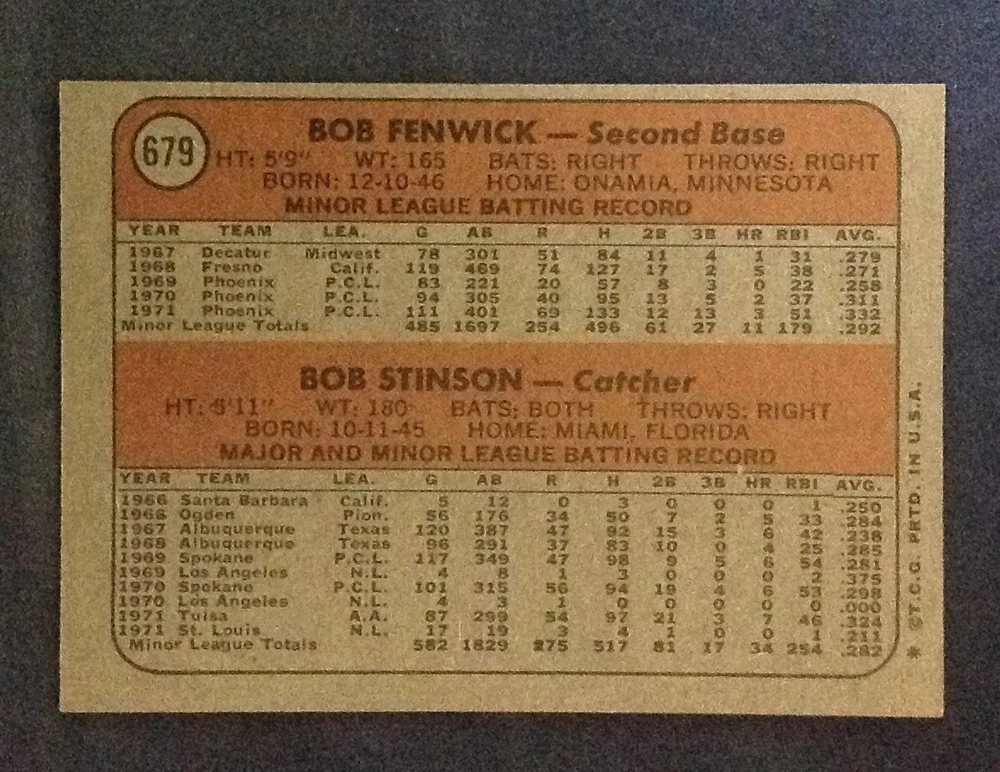 679
BOB FENWICK — Second Base
HT: 5'9" WT: 165 BATS: RIGHT THROWS: RIGHT
BORN: 12-10-46 HOME: ONAMIA, MINNESOTA
MINOR LEAGUE BATTING RECORD
YEAR TEAM LEA. G AB R H 2B 3B HR RBI AVG.
1967 Decatur Midwest 78 301 51 84 11 4 1 31 .279
1968 Fresno Calif. 119 469 74 127 17 2 5 38 .271
1969 Phoenix P.C.L. 83 221 20 57 8 3 0 22 .258
1970 Phoenix P.C.L. 94 305 40 95 13 5 2 37 .311
1971 Phoenix P.C.L. 111 401 69 133 12 13 3 51 .332
Minor League Totals 485 1697 254 496 61 27 11 179 .292
BOB STINSON — Catcher
HT: 5'11" WT: 180 BATS: BOTH THROWS: RIGHT
BORN: 10-11-45 HOME: MIAMI, FLORIDA
MAJOR AND MINOR LEAGUE BATTING RECORD
YEAR TEAM LEA. G AB R H 2B 3B HR RBI AVG.
1966 Santa Barbara Calif. 5 12 0 3 0 0 0 1 .250
1966 Ogden Pion. 56 176 34 50 7 2 5 33 .284
1967 Albuquerque Texas 120 387 47 92 15 3 6 42 .238
1968 Albuquerque Texas 96 291 37 83 10 0 4 25 .285
1969 Spokane P.C.L. 117 349 47 98 9 5 6 54 .281
1969 Los Angeles N.L. 4 8 1 3 0 0 0 2 .375
1970 Spokane P.C.L. 101 315 56 94 19 4 6 53 .298
1970 Los Angeles N.L. 4 3 1 0 0 0 0 0 .000
1971 Tulsa A.A. 87 299 54 97 21 3 7 46 .324
1971 St. Louis N.L. 17 19 3 4 1 0 0 1 .211
Minor League Totals 582 1829 275 517 81 17 34 254 .282
* © T.C.G. PRTD. IN U.S.A.